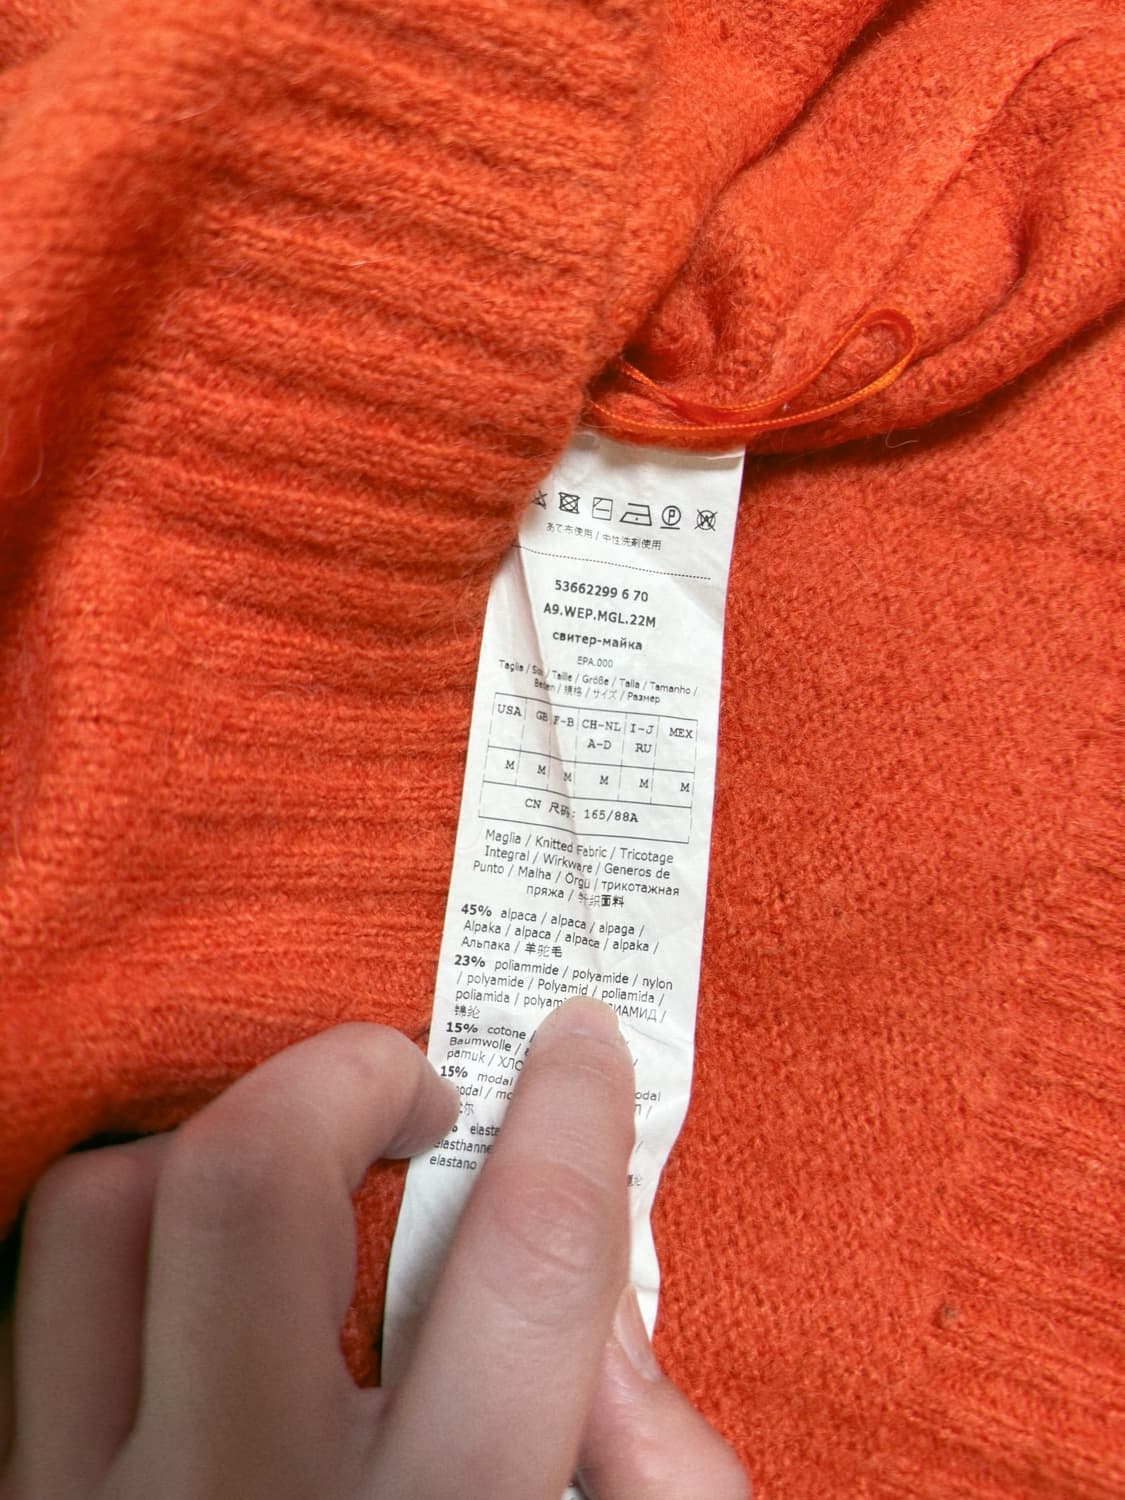 P W
あて布使用 / 中性洗剤使用
53662299 6 70
A9.WEP.MGL.22M
свитер-майка
EPA.000
Taglia / Size / Taille / Größe / Talla / Tamanho /
Beden / 規格 / サイズ / Размер
USA GB F-B CH-NL I-J MEX
A-D RU
M M M M M M
CN 尺码: 165/88A
Maglia / Knitted Fabric / Tricotage
Integral / Wirkware / Generos de
Punto / Malha / Örgü / трикотажная
пряжа / 针织面料
45% alpaca / alpaca / alpaga /
Alpaka / alpaca / alpaca / alpaka /
Альпака / 羊驼毛
23% poliammide / polyamide / nylon
/ polyamide / Polyamid / poliamida /
poliamida / ИАМИД /
锦纶
15% cotone /
Baumwolle /
pamuk /
15% modal
/
elasthanne
elastano